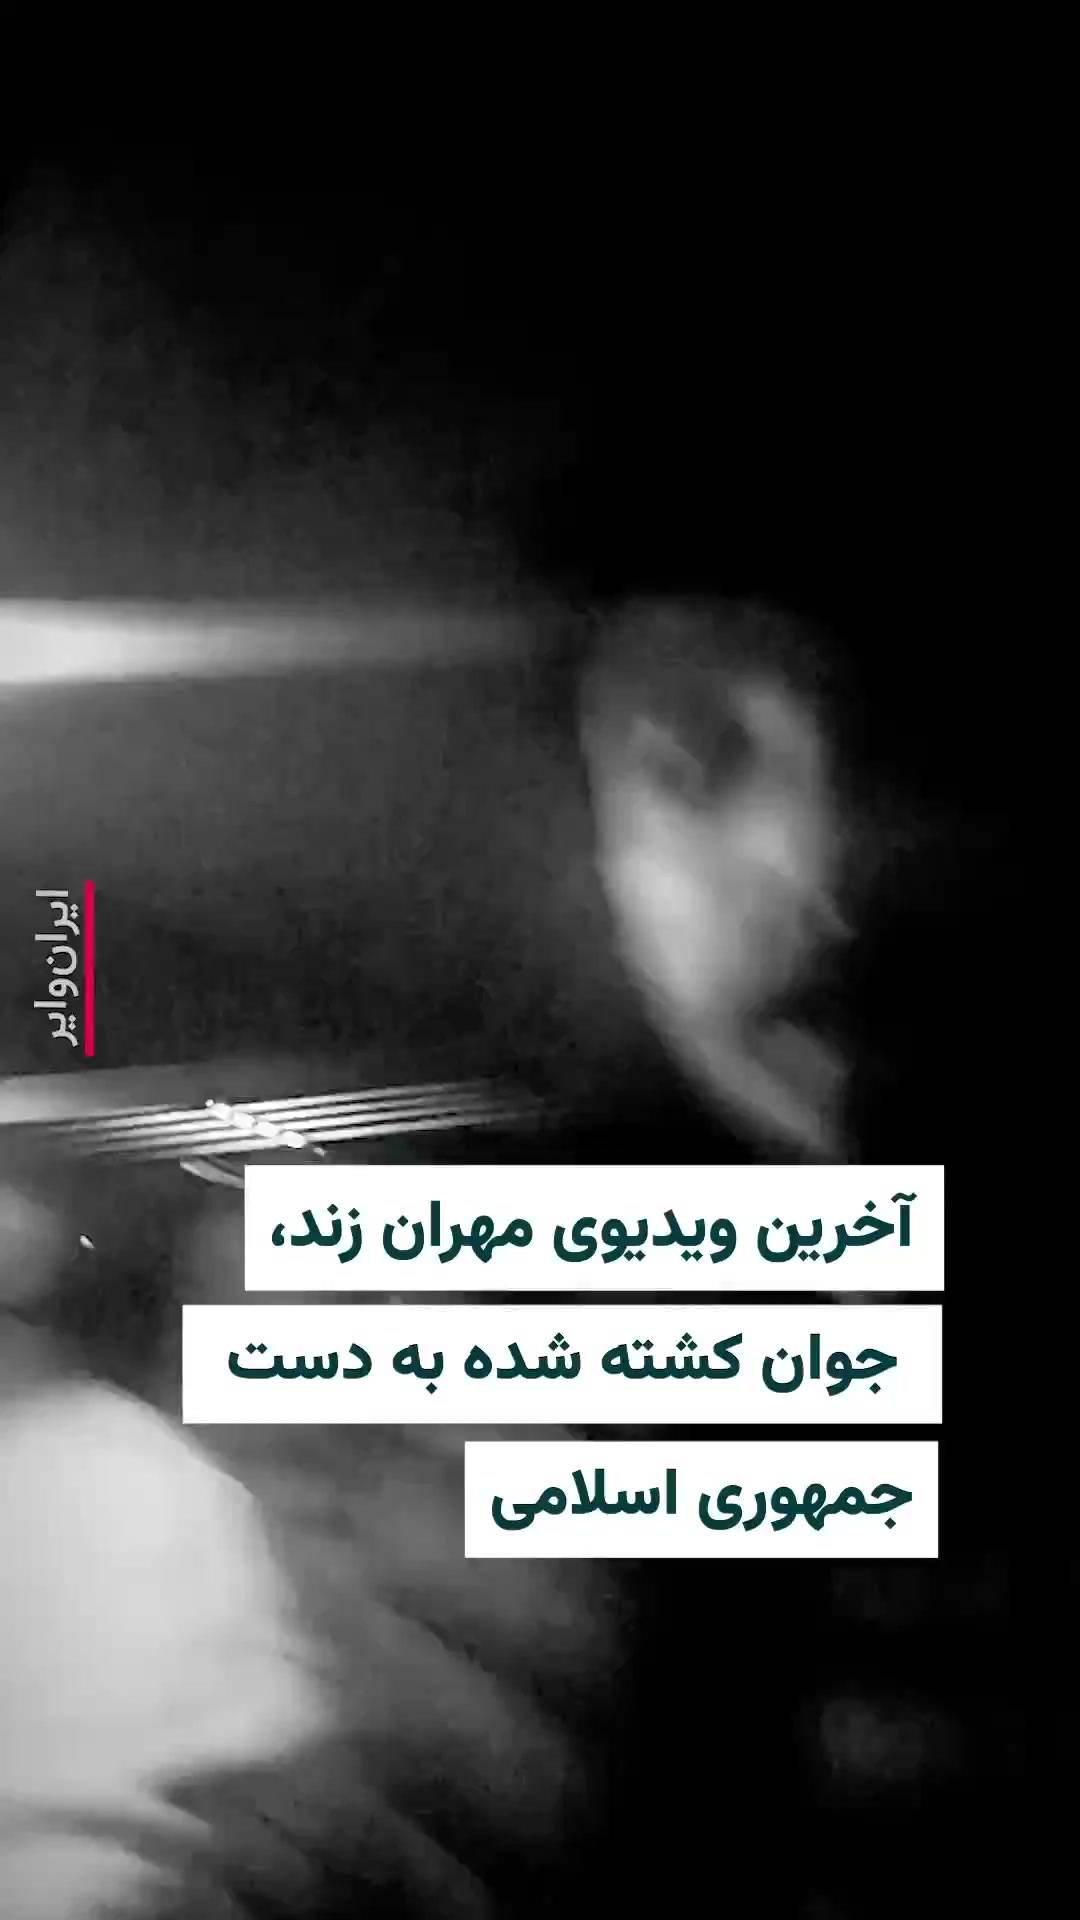 ایران‌وایر
آخرین ویدیوی مهران زند،
جوان کشته شده به دست
جمهوری اسلامی